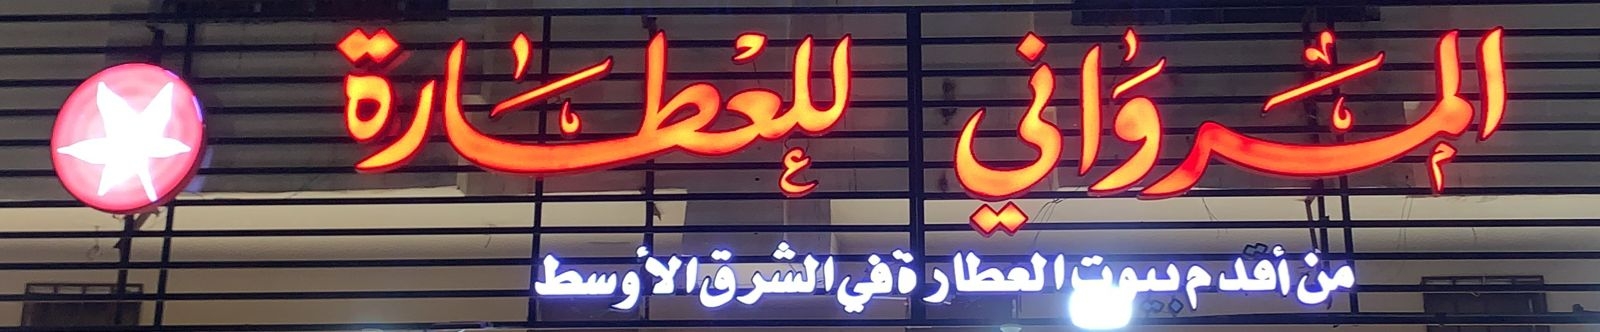 المرواني للعطارة
من أقدم بيوت العطارة في الشرق الأوسط